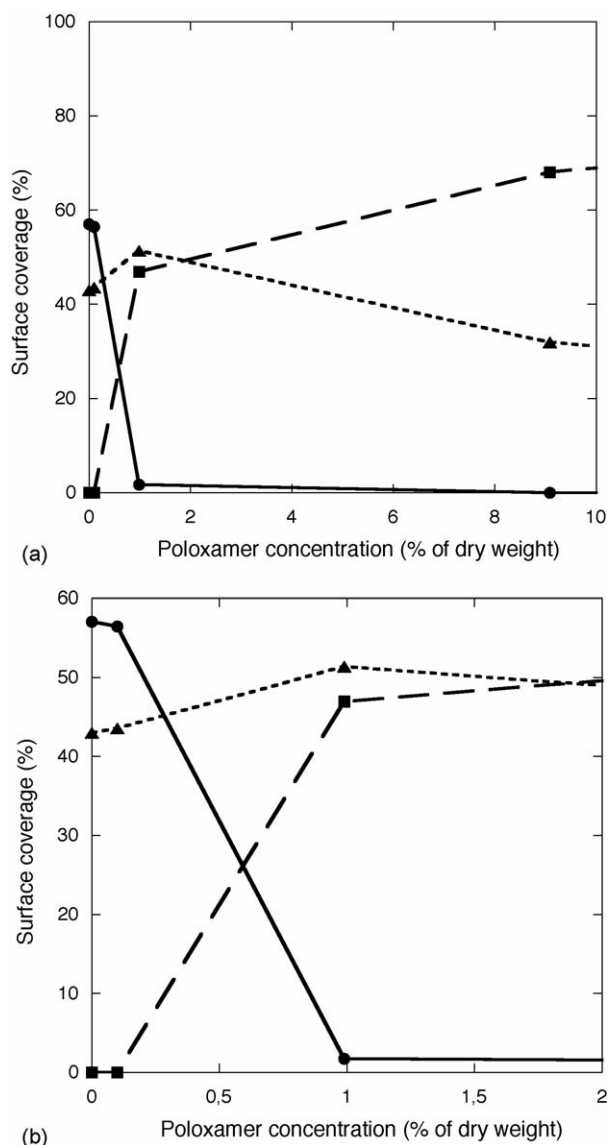 100
80
60
40
20
0
Surface coverage (%)
0 2 4 6 8 10
(a) Poloxamer concentration (% of dry weight)
60
50
40
30
20
10
0
Surface coverage (%)
0 0,5 1 1,5 2
(b) Poloxamer concentration (% of dry weight)